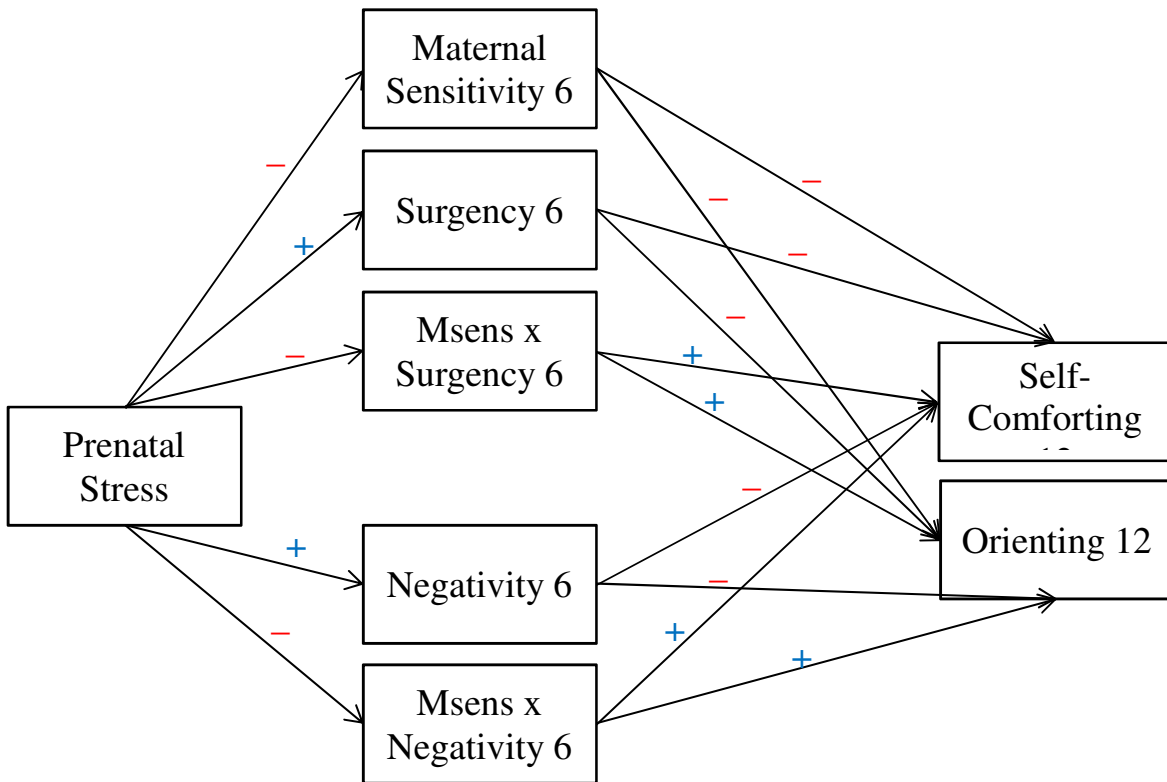 Maternal
Sensitivity 6
−
−
−
Surgency 6
+
−
−
Msens x
Surgency 6
−
+
+
Self-
Comforting
Prenatal
Stress
−
Orienting 12
+
Negativity 6
−
−
+
+
Msens x
Negativity 6